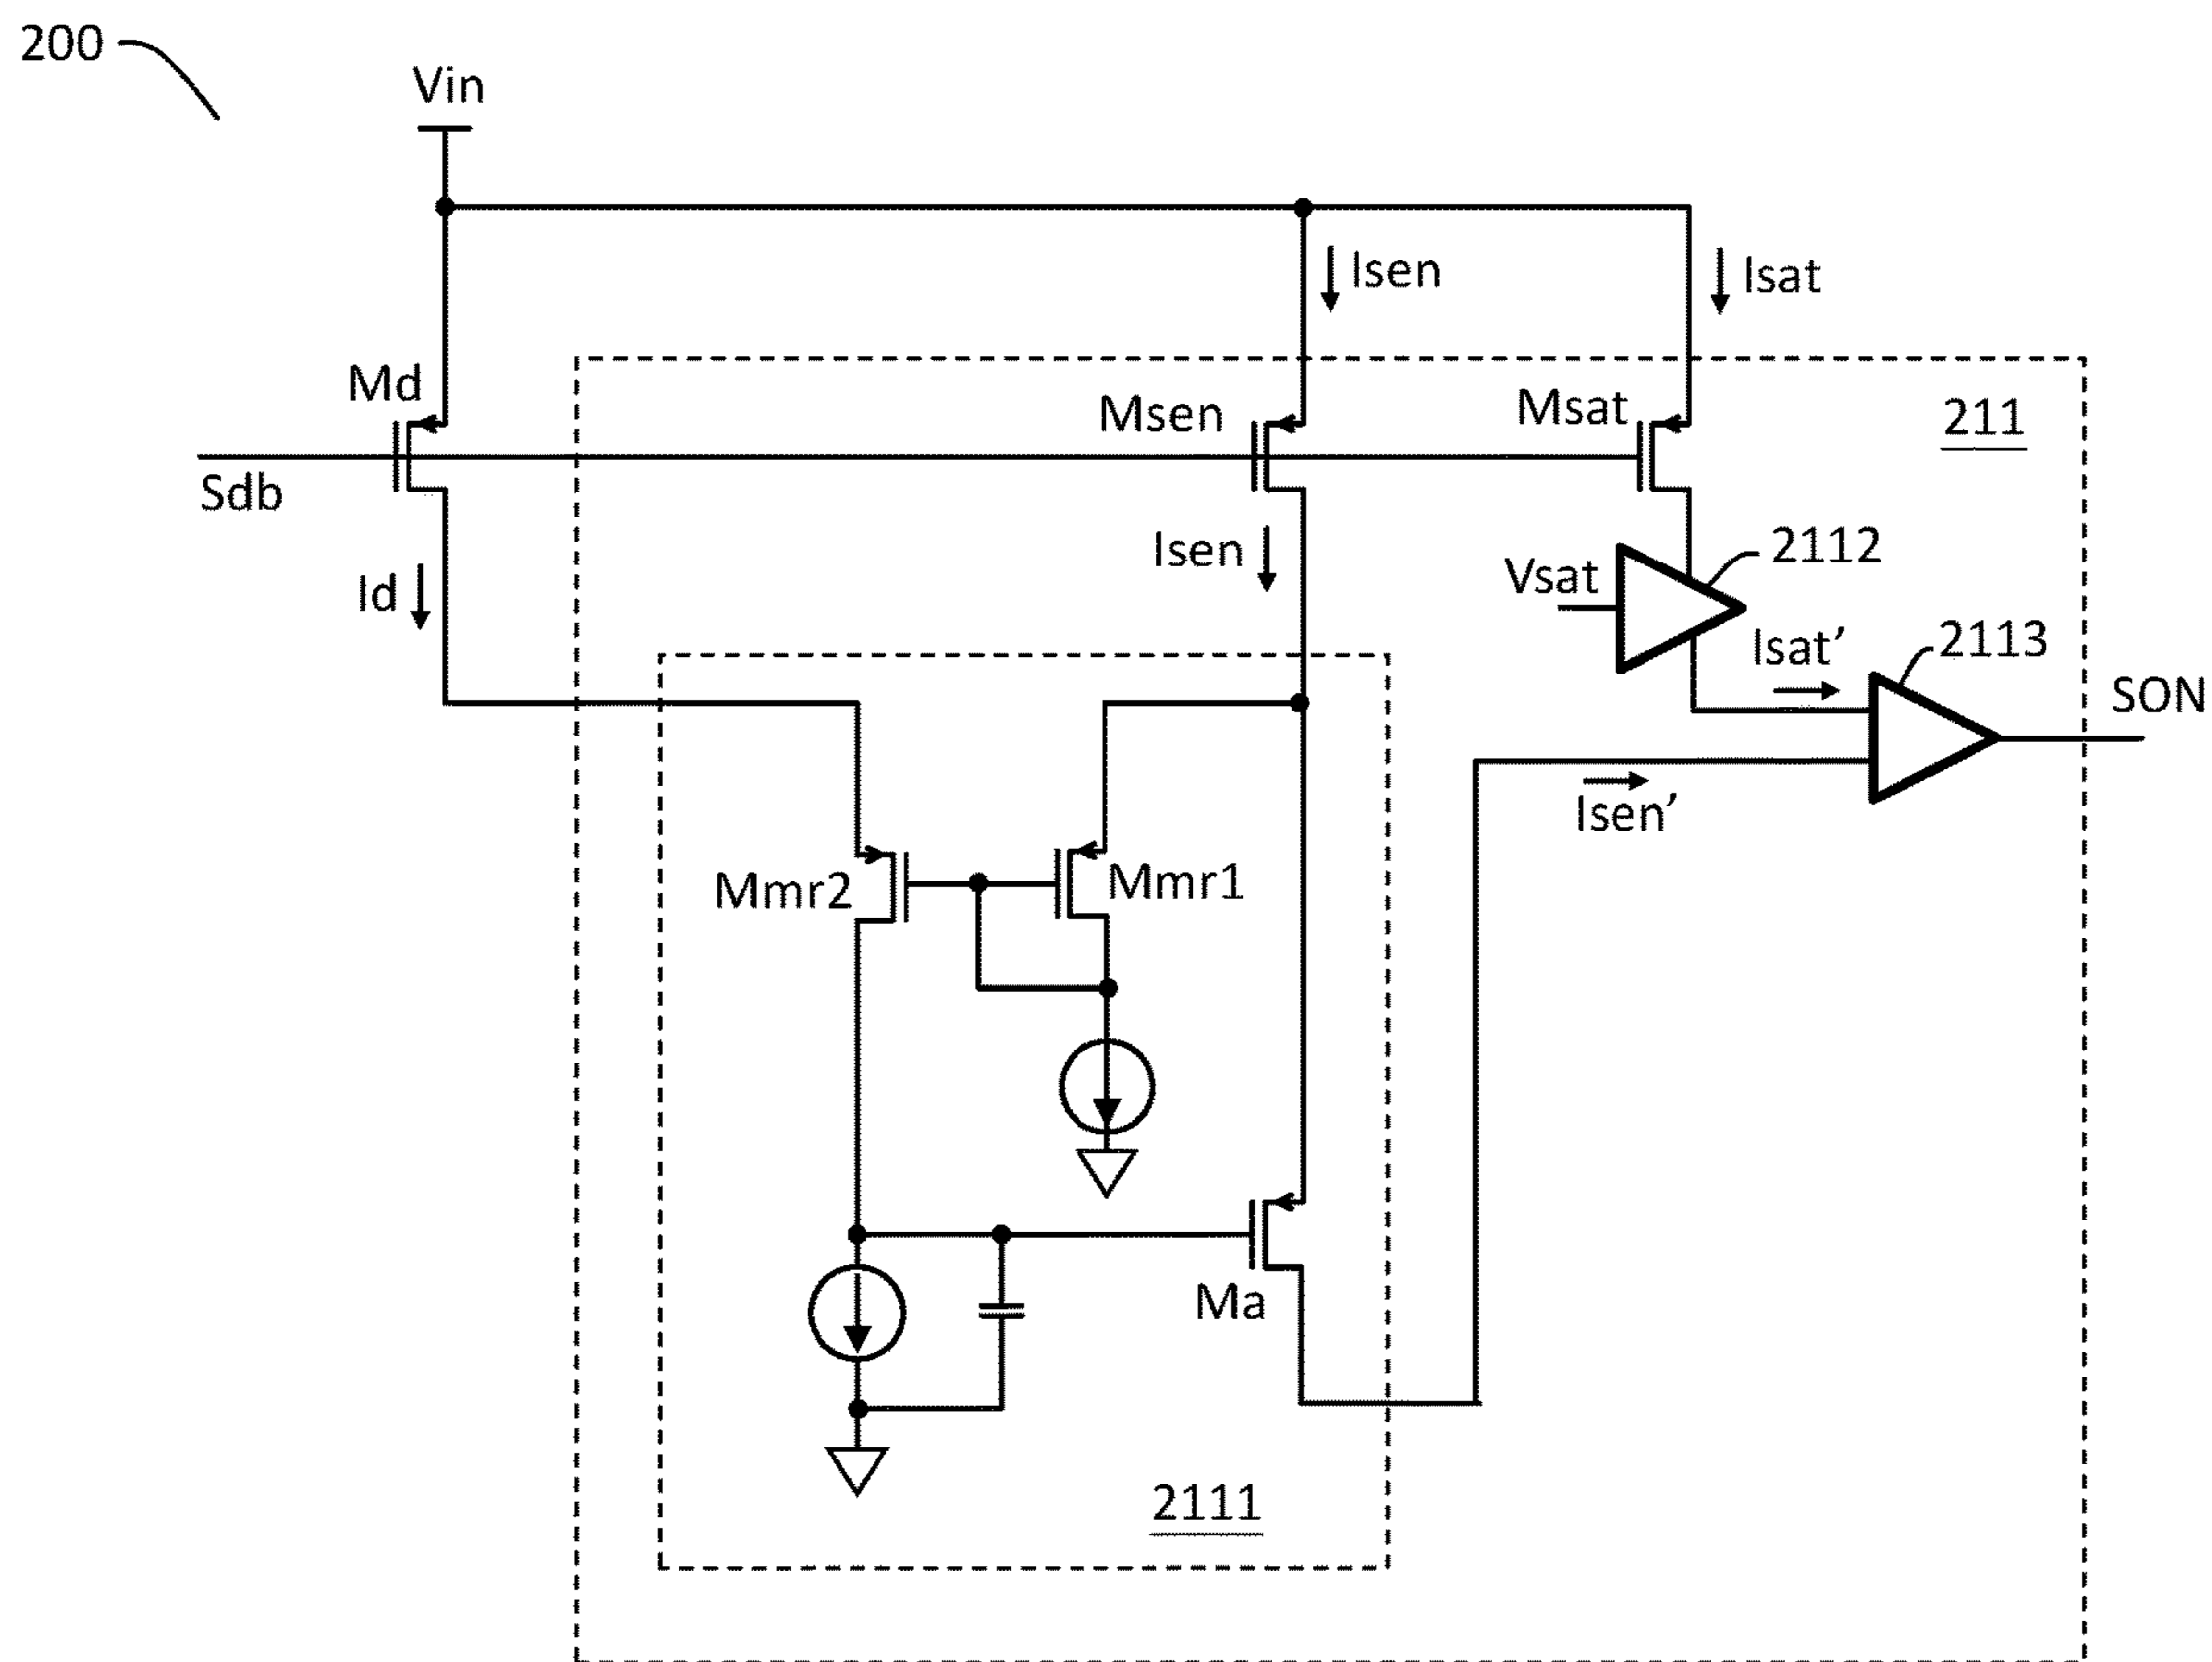 200
Vin
Isen
Isat
Md
Msen
Msat
211
Sdb
Isen
2112
Id
Vsat
Isat’
2113
SON
Isen’
Mmr2
Mmr1
Ma
2111